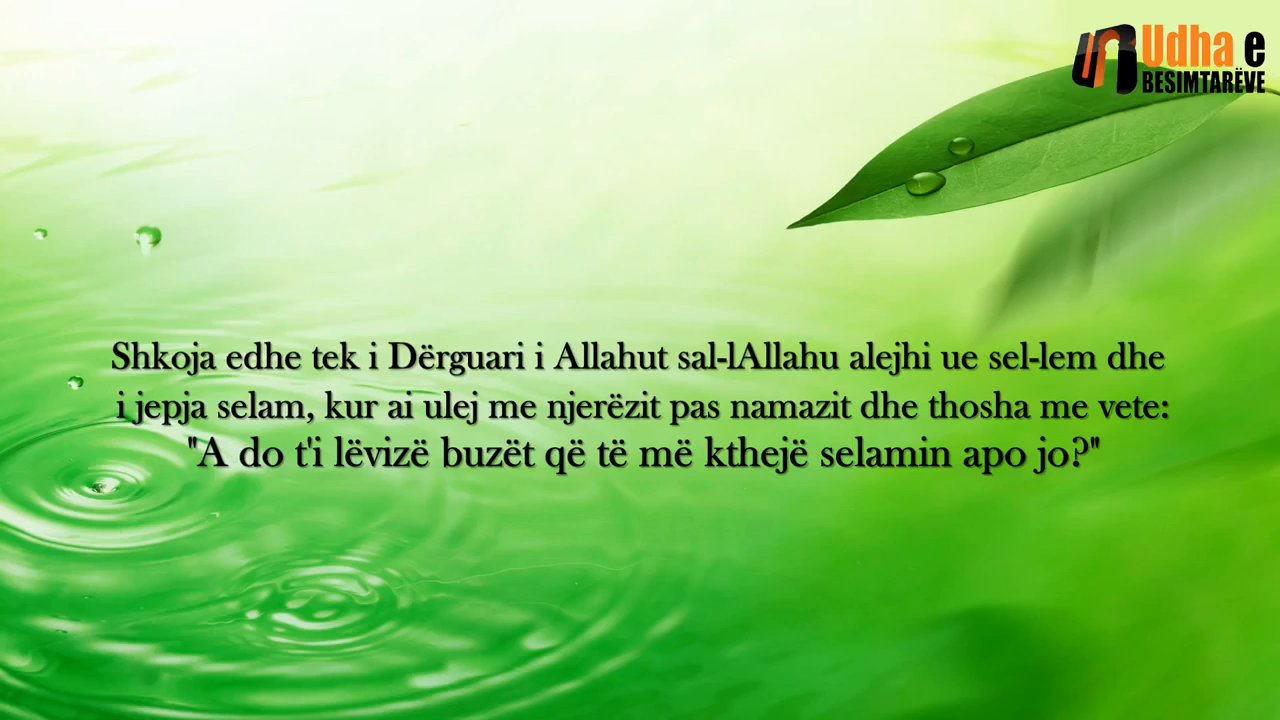 Udha e
BESIMTARËVE
Shkoja edhe tek i Dërguari i Allahut sal-lAllahu alejhi ue sel-lem dhe
i jepja selam, kur ai ulej me njerëzit pas namazit dhe thosha me vete:
"A do t'i lëvizë buzët që të më kthejë selamin apo jo?"